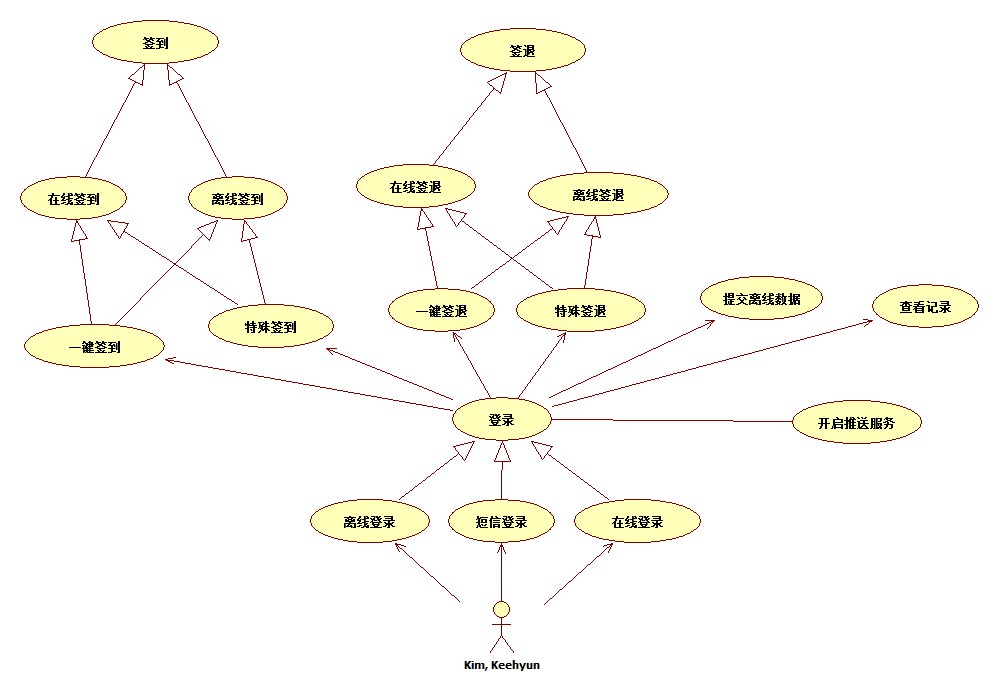 签到
签退
在线签到
离线签到
在线签退
离线签退
一键签到
特殊签到
一键签退
特殊签退
提交离线数据
查看记录
登录
开启推送服务
离线登录
短信登录
在线登录
Kim, Keehyun